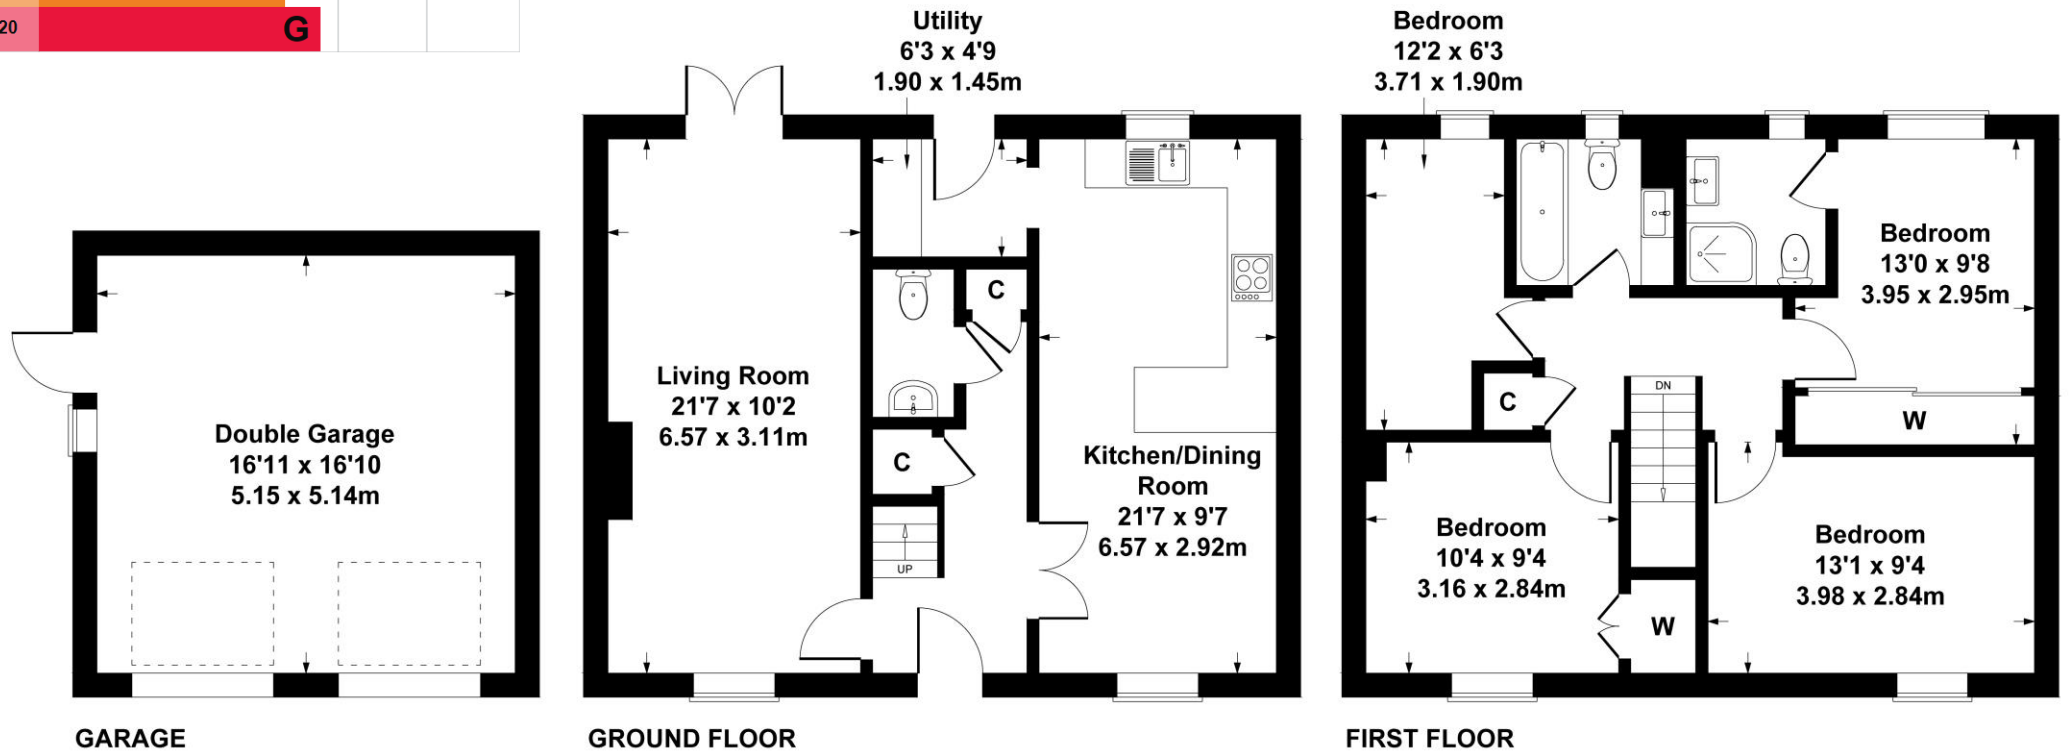 20
G
Utility
6'3 x 4'9
1.90 x 1.45m
Bedroom
12'2 x 6'3
3.71 x 1.90m
Double Garage
16'11 x 16'10
5.15 x 5.14m
Living Room
21'7 x 10'2
6.57 x 3.11m
C
C
UP
Kitchen/Dining
Room
21'7 x 9'7
6.57 x 2.92m
Bedroom
13'0 x 9'8
3.95 x 2.95m
C
DN
W
Bedroom
10'4 x 9'4
3.16 x 2.84m
W
Bedroom
13'1 x 9'4
3.98 x 2.84m
GARAGE
GROUND FLOOR
FIRST FLOOR